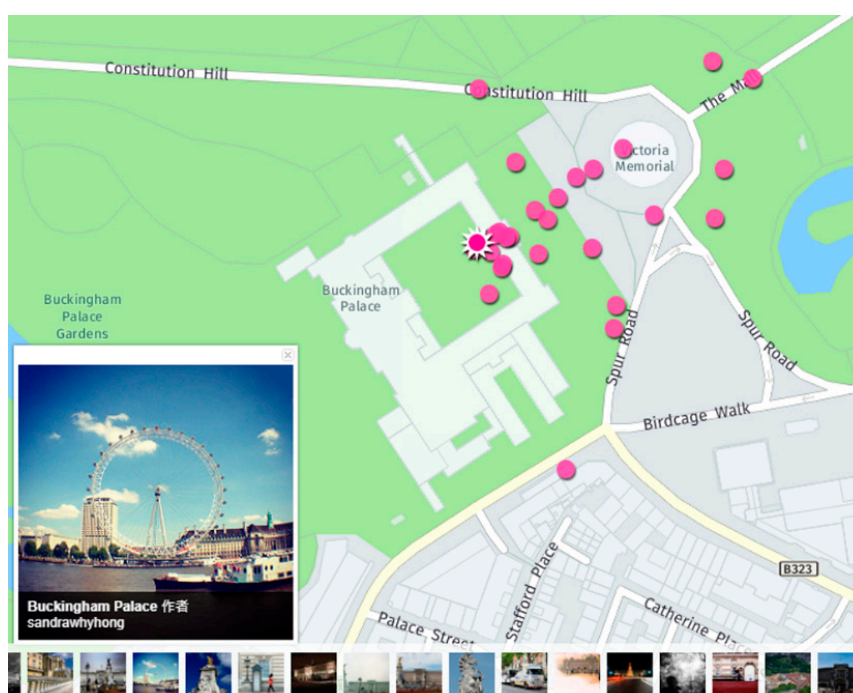 Constitution Hill
Constitution Hill
The Mall
Victoria
Memorial
Buckingham
Palace
Buckingham
Palace
Gardens
Spur Road
Spur Road
Birdcage Walk
B323
Stafford Place
Catherine Place
Palace Street
Buckingham Palace 作者
sandrawhyhong